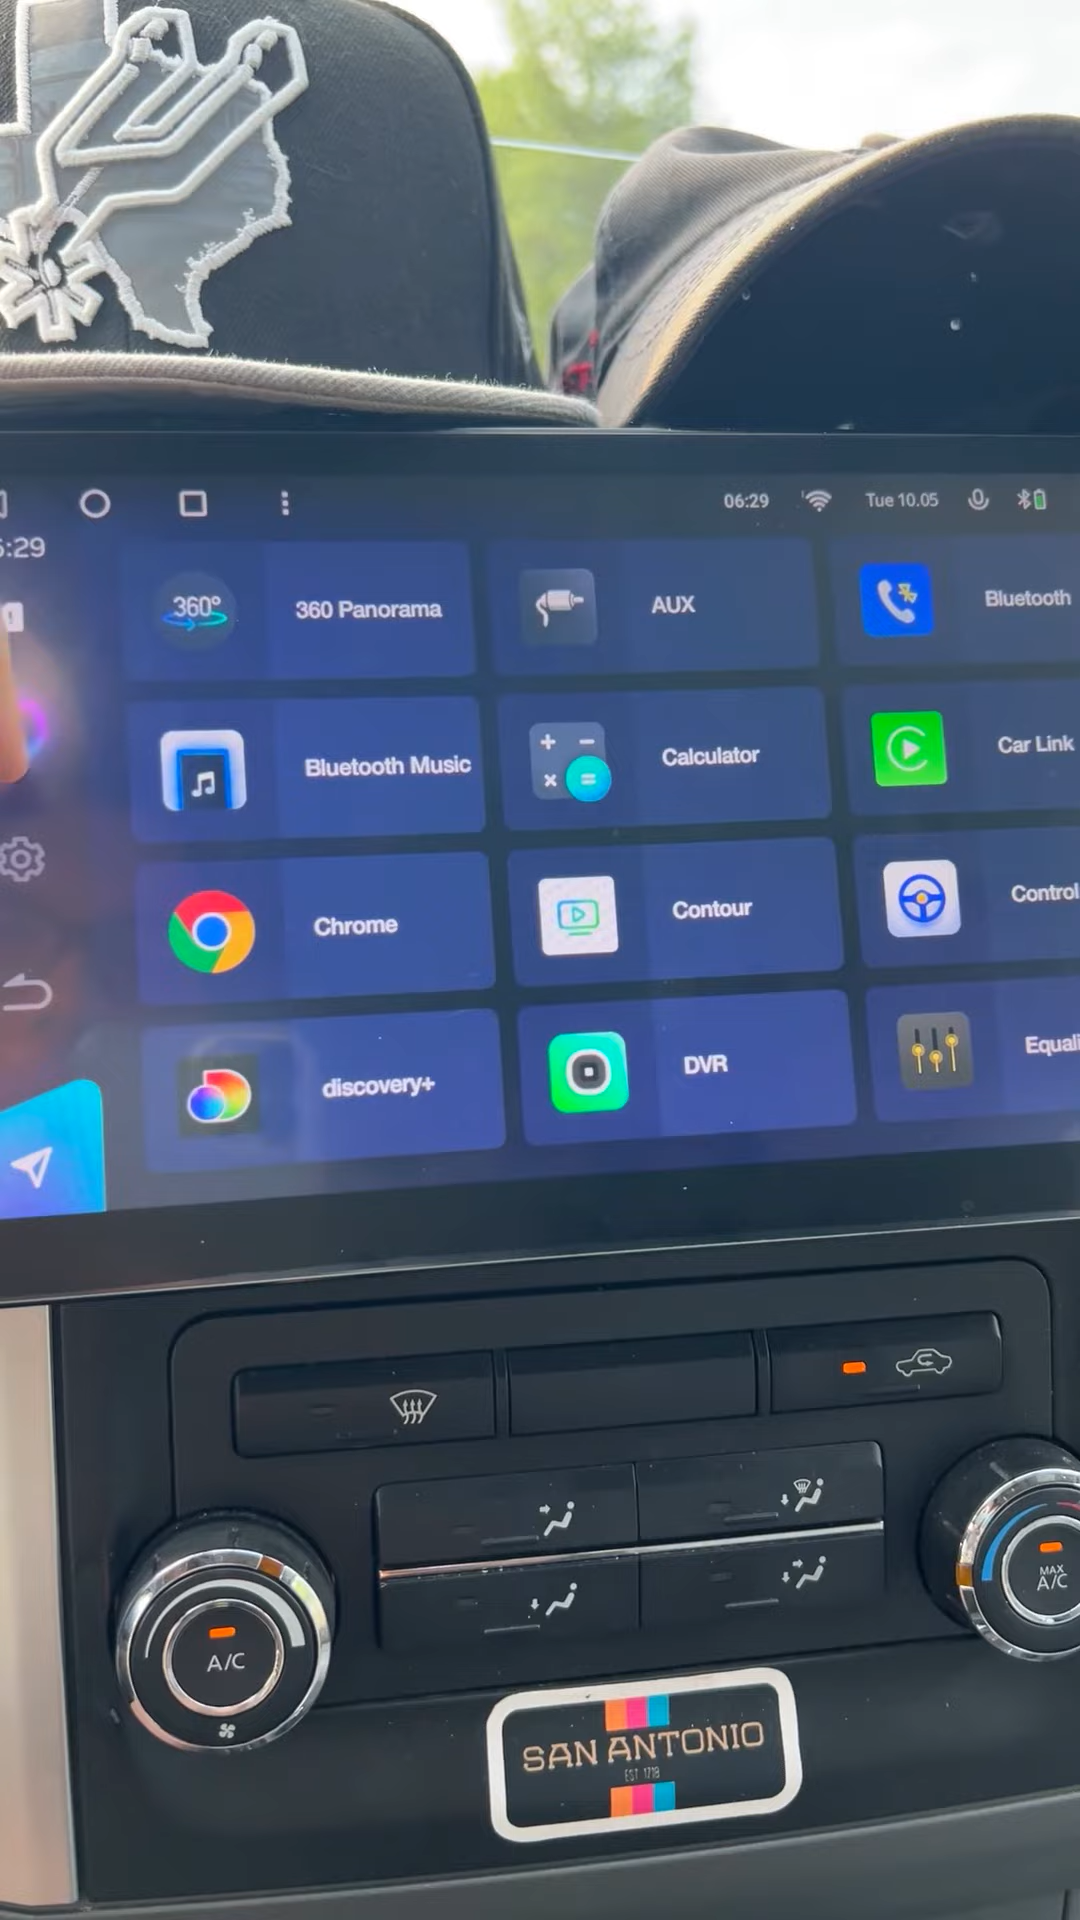 06:29
Tue 10.05
5:29
360°
360 Panorama
AUX
Bluetooth
Bluetooth Music
Calculator
Car Link
Chrome
Contour
Control
discovery+
DVR
Equali
A/C
MAX
A/C
SAN ANTONIO
EST 1718